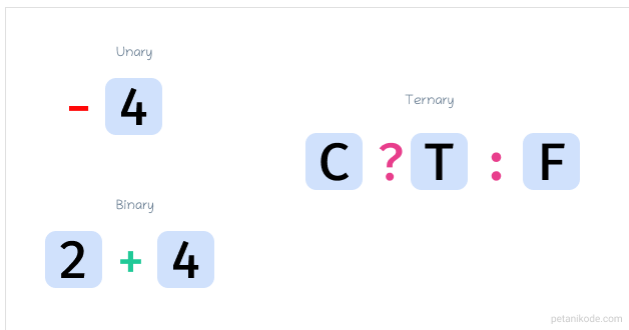 Unary
- 4
Ternary
C ? T : F
Binary
2 + 4
petanikode.com